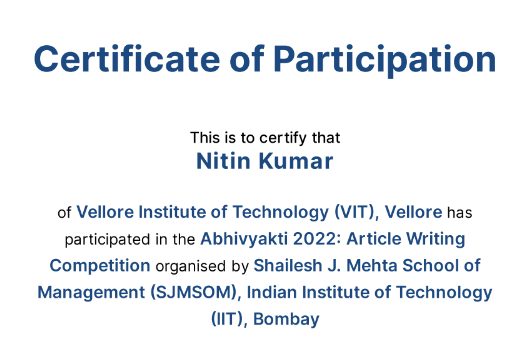 Certificate of Participation
This is to certify that
Nitin Kumar
of Vellore Institute of Technology (VIT), Vellore has
participated in the Abhivyakti 2022: Article Writing
Competition organised by Shailesh J. Mehta School of
Management (SJMSOM), Indian Institute of Technology
(IIT), Bombay